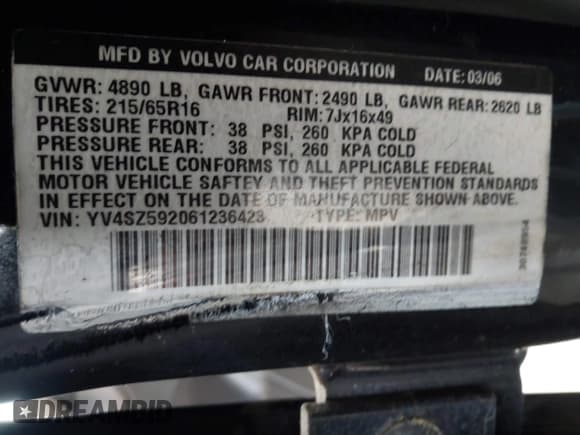 MFD BY VOLVO CAR CORPORATION DATE: 03/06
GVWR: 4890 LB, GAWR FRONT: 2490 LB, GAWR REAR: 2620 LB
TIRES: 215/65R16 RIM: 7Jx16x49
PRESSURE FRONT: 38 PSI, 260 KPA COLD
PRESSURE REAR: 38 PSI, 260 KPA COLD
THIS VEHICLE CONFORMS TO ALL APPLICABLE FEDERAL
MOTOR VEHICLE SAFTEY AND THEFT PREVENTION STANDARDS
IN EFFECT ON THE DATE OF MANUFACTURE SHOWN ABOVE.
VIN: YV4SZ592061236423 TYPE: MPV
DREAMBID